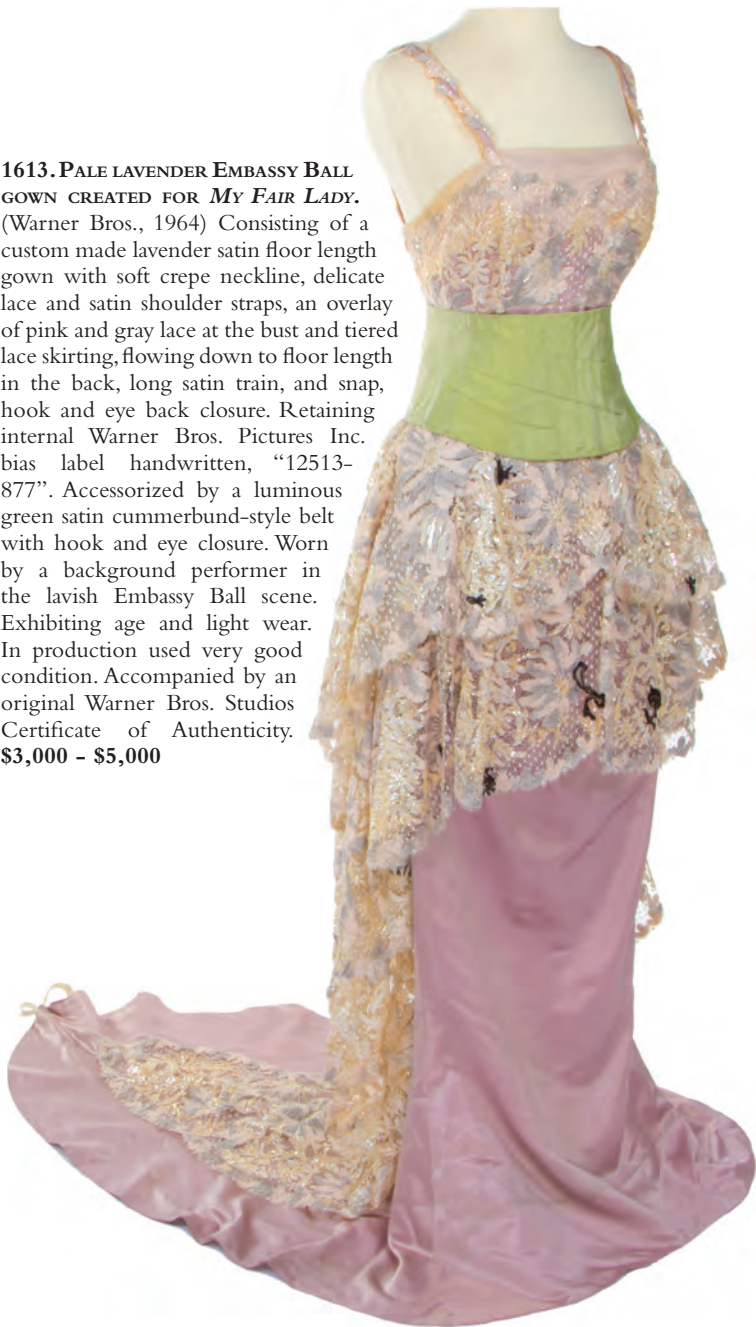 1613. PALE LAVENDER EMBASSY BALL
GOWN CREATED FOR MY FAIR LADY.
(Warner Bros., 1964) Consisting of a
custom made lavender satin floor length
gown with soft crepe neckline, delicate
lace and satin shoulder straps, an overlay
of pink and gray lace at the bust and tiered
lace skirting, flowing down to floor length
in the back, long satin train, and snap,
hook and eye back closure. Retaining
internal Warner Bros. Pictures Inc.
bias label handwritten, “12513-
877”. Accessorized by a luminous
green satin cummerbund-style belt
with hook and eye closure. Worn
by a background performer in
the lavish Embassy Ball scene.
Exhibiting age and light wear.
In production used very good
condition. Accompanied by an
original Warner Bros. Studios
Certificate of Authenticity.
$3,000 - $5,000